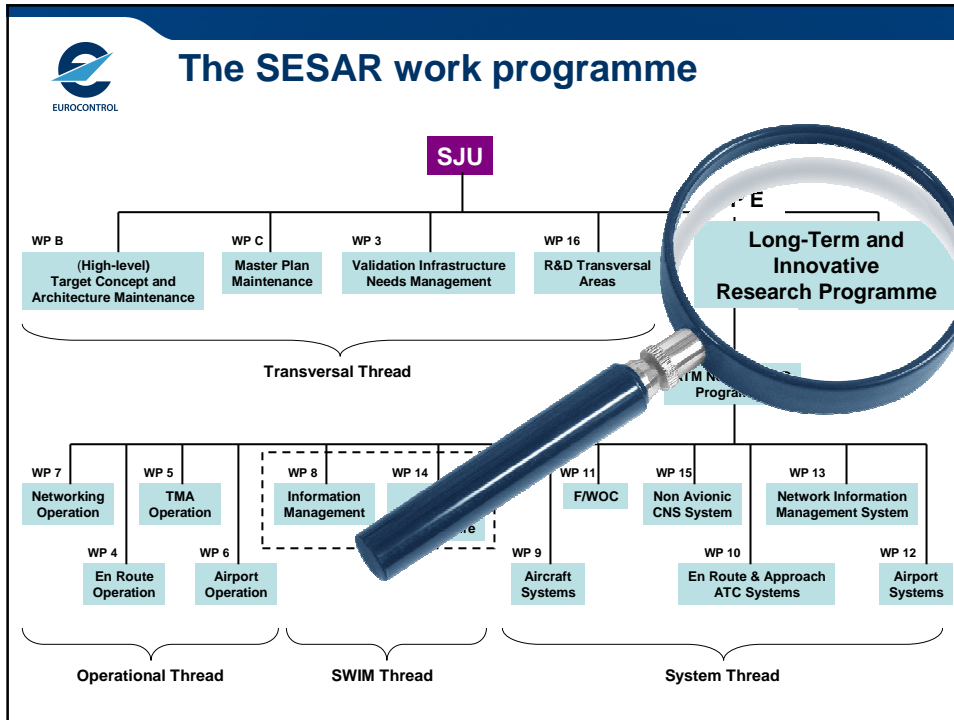 The SESAR work programme
EUROCONTROL
SJU
WP B
(High-level)
Target Concept and
Architecture Maintenance
WP C
Master Plan
Maintenance
WP 3
Validation Infrastructure
Needs Management
WP 16
R&D Transversal
Areas
E
Long-Term and
Innovative
Research Programme
Transversal Thread
WP 7
Networking
Operation
WP 5
TMA
Operation
WP 8
Information
Management
WP 14
WP 11
F/WOC
WP 15
Non Avionic
CNS System
WP 13
Network Information
Management System
WP 4
En Route
Operation
WP 6
Airport
Operation
WP 9
Aircraft
Systems
WP 10
En Route & Approach
ATC Systems
WP 12
Airport
Systems
Operational Thread
SWIM Thread
System Thread